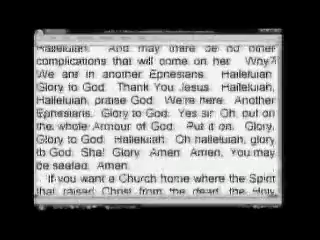 Hallelujah. And may there be no other
complications that will come on her. Why?
We are in another Ephesians. Hallelujah.
Glory to God. Thank You Jesus. Hallelujah,
Hallelujah, praise God. We're here. Another
Ephesians. Glory to God. Yes sir. Oh, put on
the whole Armour of God. Put it on. Glory,
Glory to God. Hallelujah. Oh hallelujah, glory
to God. Sha! Glory. Amen. Amen. You may
be seated. Amen.
If you want a Church home where the Spirit
that raised Christ from the dead, the Holy